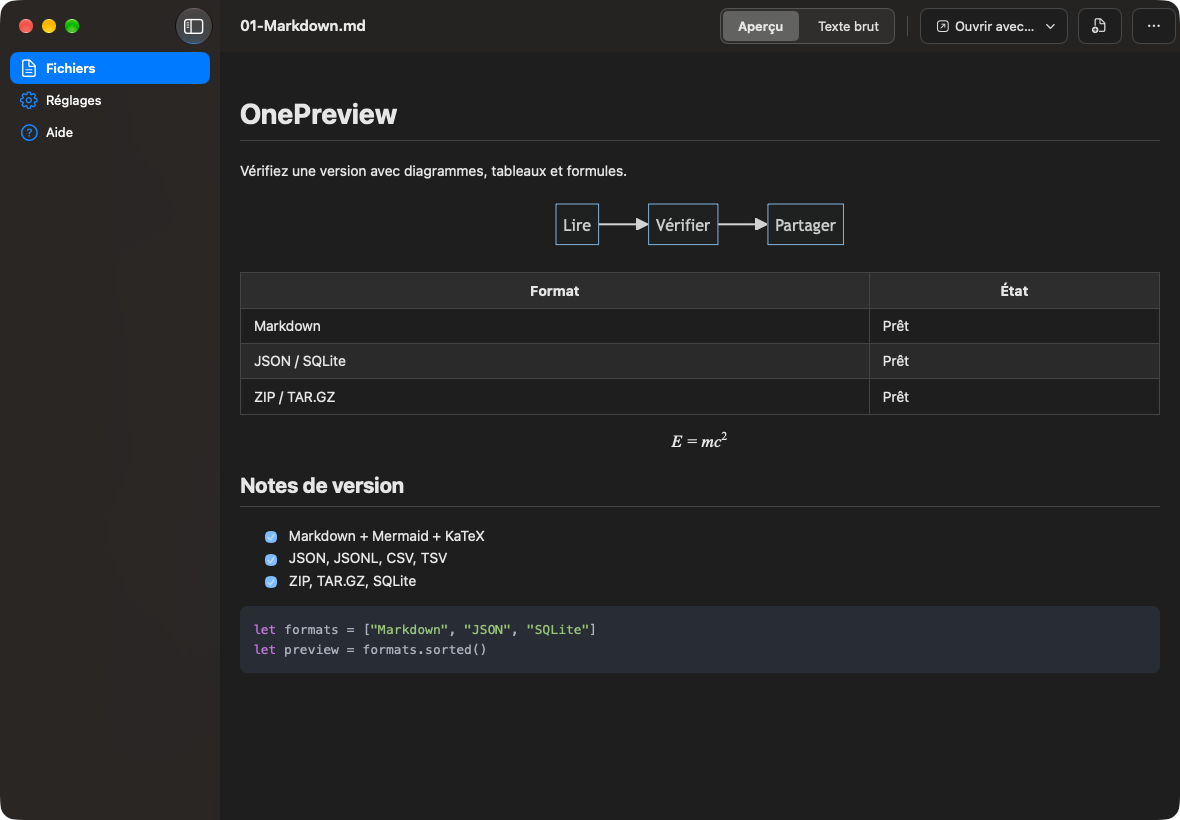 01-Markdown.md
Aperçu
Texte brut
Ouvrir avec...
Fichiers
Réglages
Aide
OnePreview
Vérifiez une version avec diagrammes, tableaux et formules.
Lire
Vérifier
Partager
Format
État
Markdown
Prêt
JSON / SQLite
Prêt
ZIP / TAR.GZ
Prêt
E = mc²
Notes de version
Markdown + Mermaid + KaTeX
JSON, JSONL, CSV, TSV
ZIP, TAR.GZ, SQLite
let formats = ["Markdown", "JSON", "SQLite"]
let preview = formats.sorted()